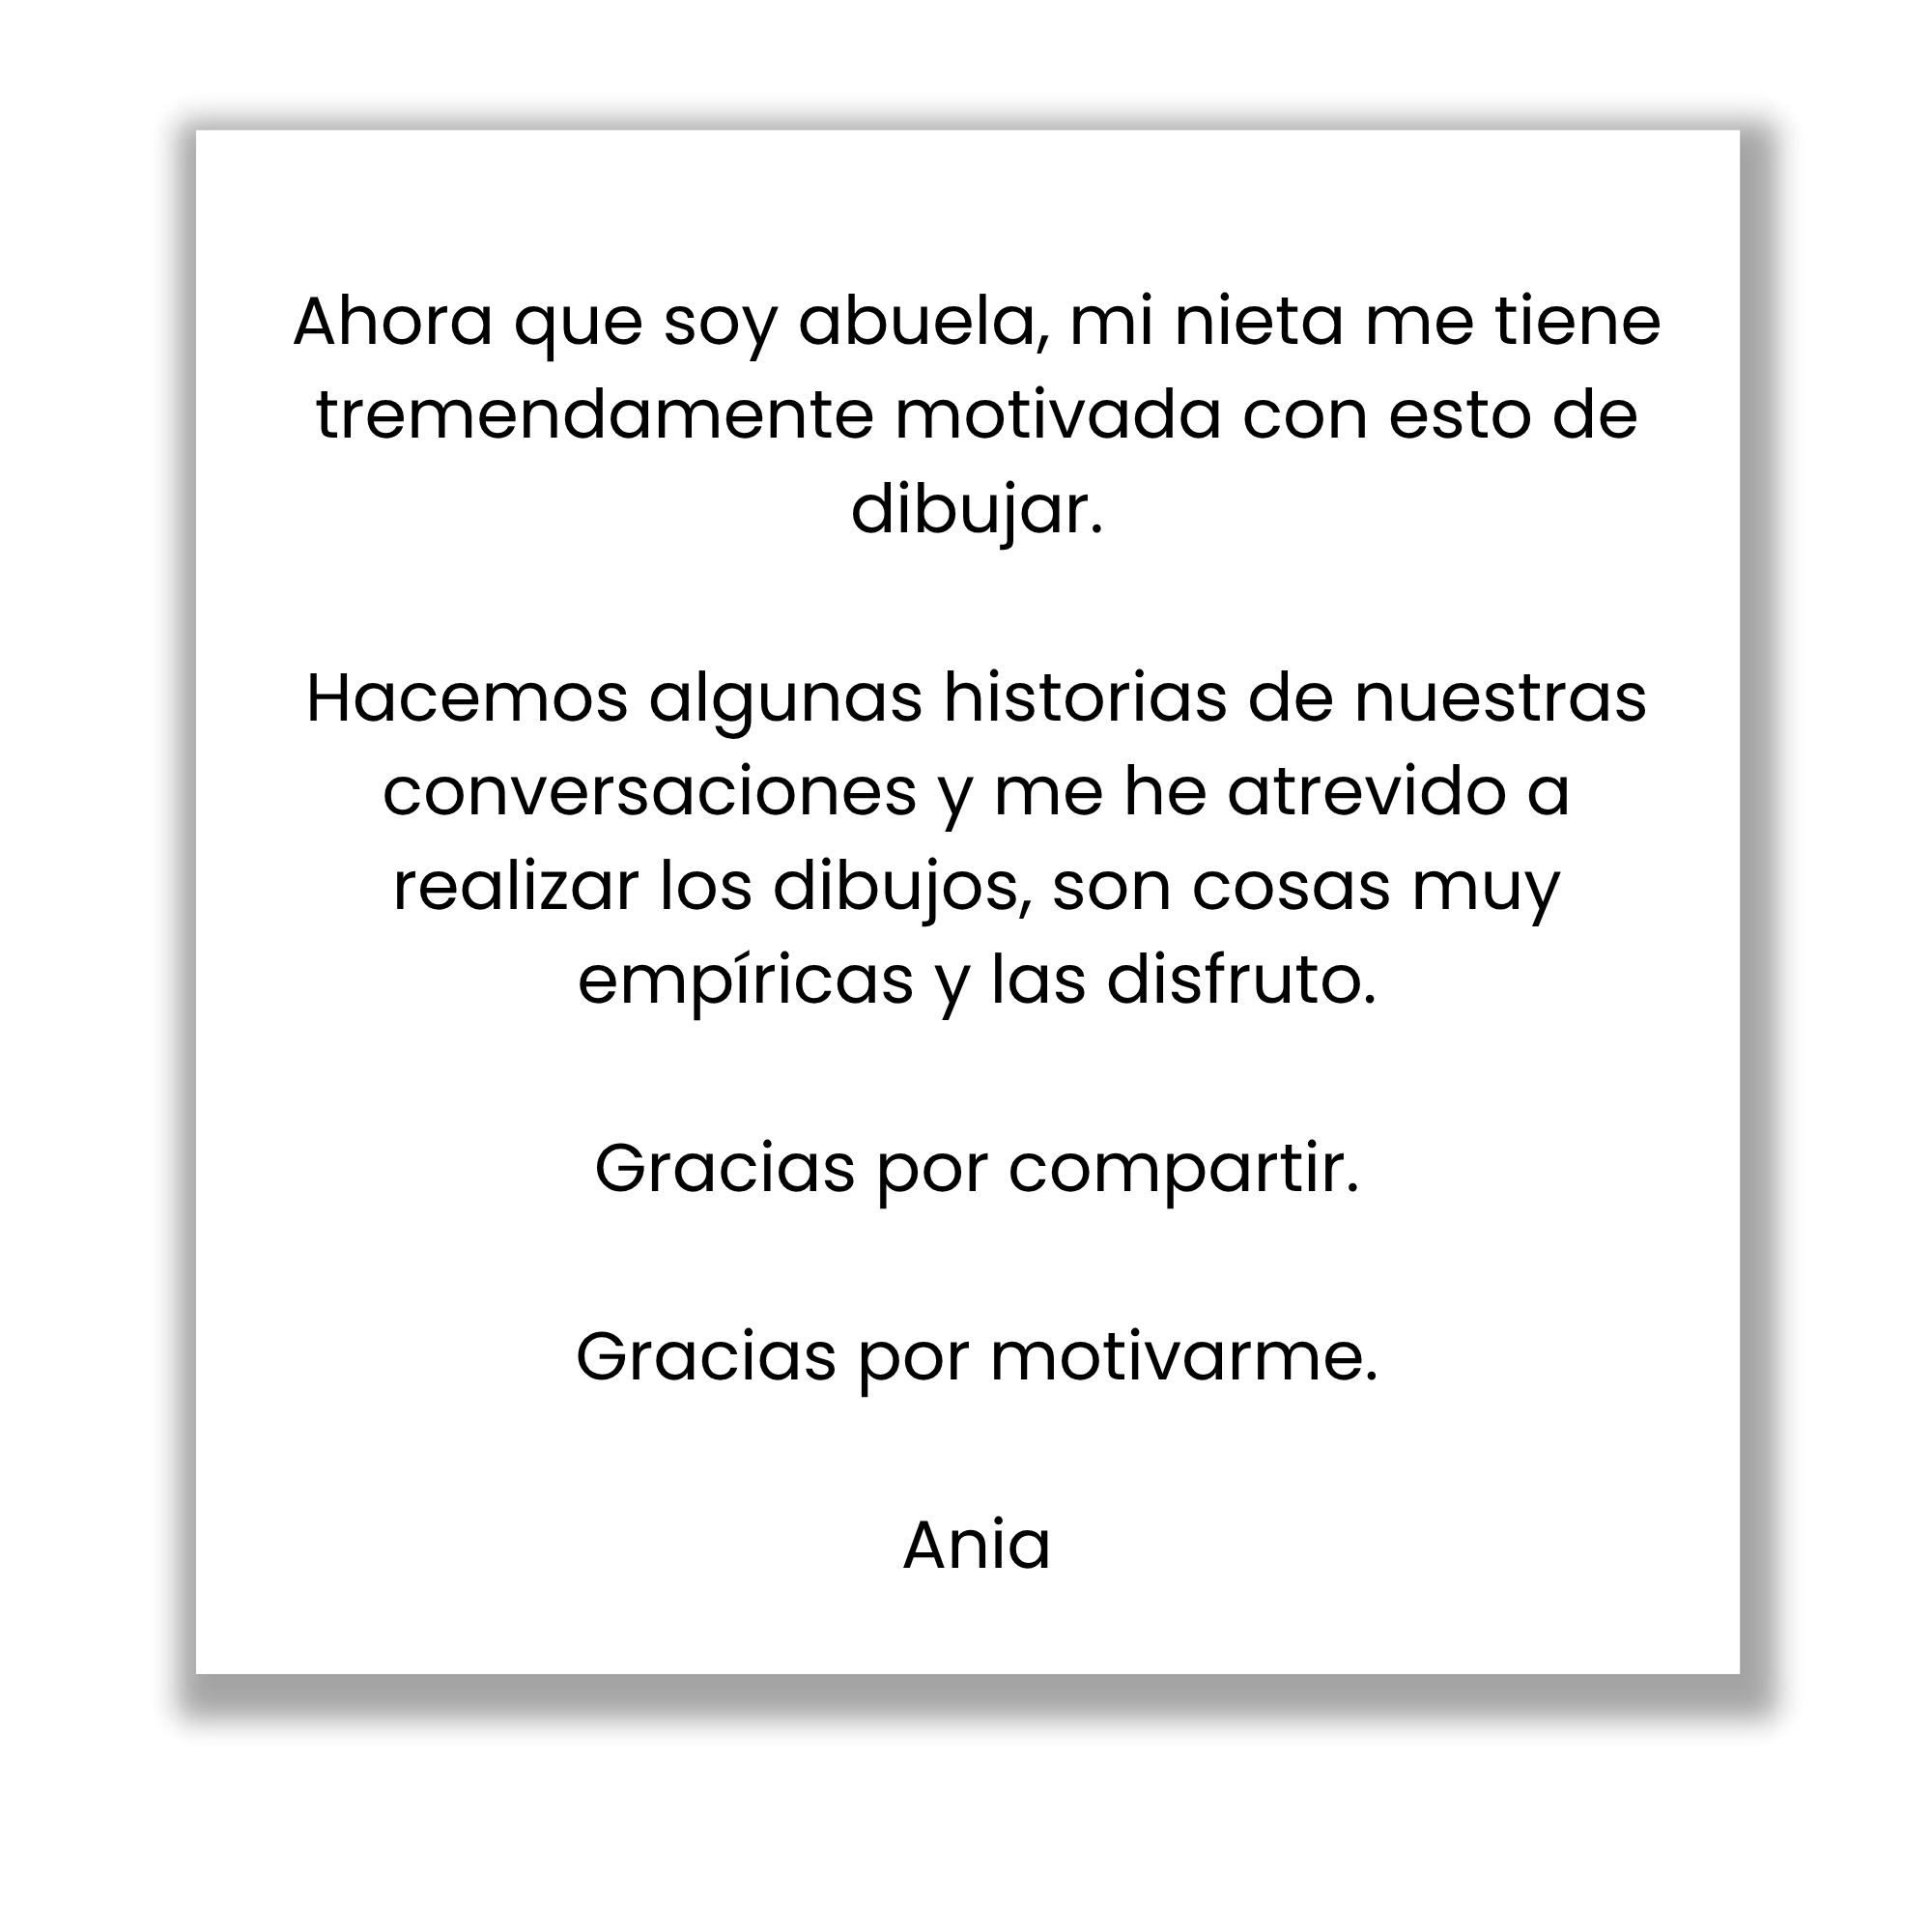 Ahora que soy abuela, mi nieta me tiene
tremendamente motivada con esto de
dibujar.
Hacemos algunas historias de nuestras
conversaciones y me he atrevido a
realizar los dibujos, son cosas muy
empíricas y las disfruto.
Gracias por compartir.
Gracias por motivarme.
Ania